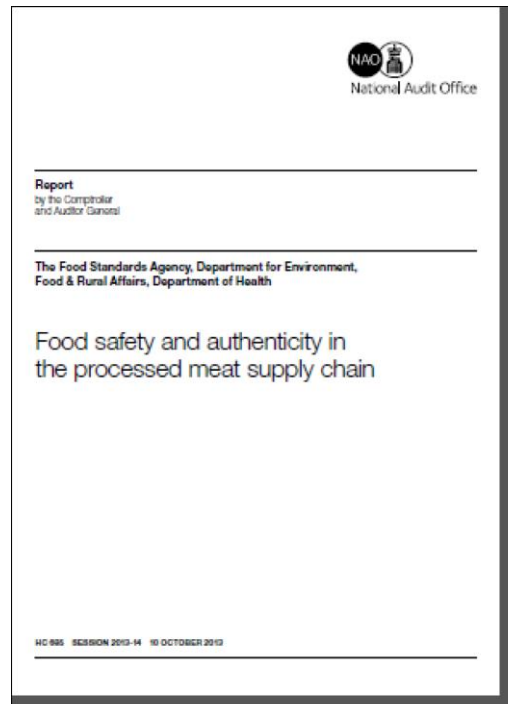 NAO
National Audit Office
Report
by the Comptroller
and Auditor General
The Food Standards Agency, Department for Environment,
Food & Rural Affairs, Department of Health
Food safety and authenticity in
the processed meat supply chain
HC 685 SESSION 2013-14 10 OCTOBER 2013